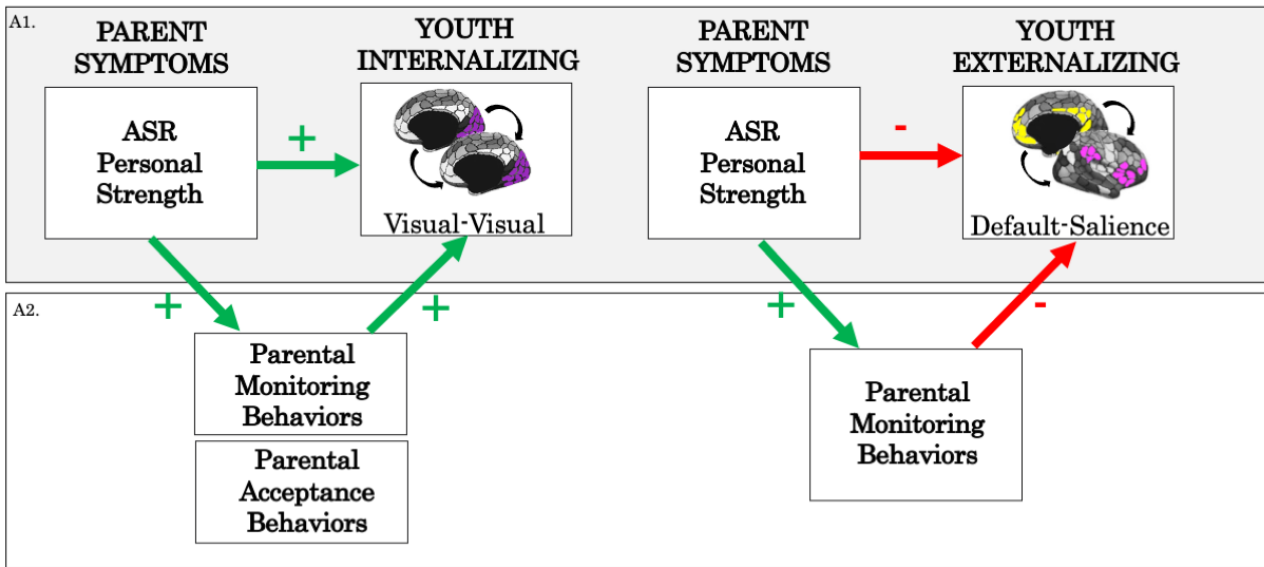 A1.
PARENT
SYMPTOMS
YOUTH
INTERNALIZING
PARENT
SYMPTOMS
YOUTH
EXTERNALIZING
ASR
Personal
Strength
+
Visual-Visual
ASR
Personal
Strength
-
Default-Salience
+
+
+
-
A2.
Parental
Monitoring
Behaviors
Parental
Acceptance
Behaviors
Parental
Monitoring
Behaviors